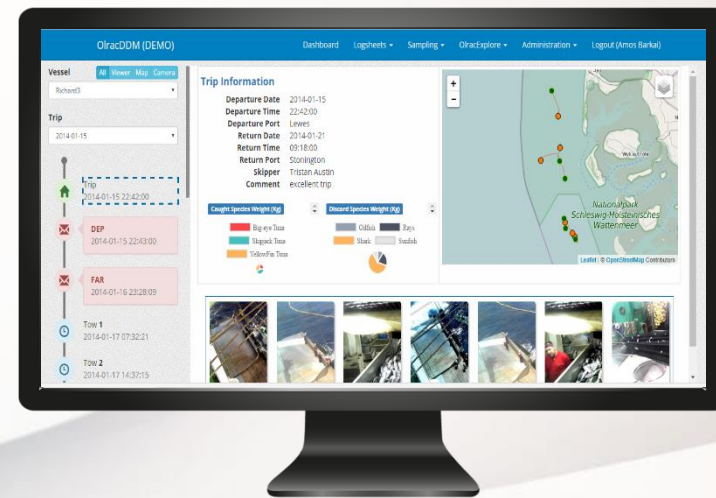 OlracDDM (DEMO)
Dashboard Logsheets Sampling OlracExplore Administration Logout (Amos Barkai)
Vessel All Viewer Map Camera
Richard3
Trip
2014-01-15
Trip
2014-01-15 22:42:00
DEP
2014-01-15 22:43:00
FAR
2014-01-16 23:28:09
Tow 1
2014-01-17 07:32:21
Tow 2
2014-01-17 14:37:15
Trip Information
Departure Date 2014-01-15
Departure Time 22:42:00
Departure Port Lewes
Return Date 2014-01-21
Return Time 09:18:00
Return Port Stonington
Skipper Tristan Austin
Comment excellent trip
Caught Species Weight (Kg)
Big-eye Tuna
Skipjack Tuna
YellowFin Tuna
Discard Species Weight (Kg)
Oilfish Rays
Shark Sunfish
+
-
Nationalpark
Schleswig-Holsteinisches
Wattenmeer
Leaflet | © OpenStreetMap Contributors